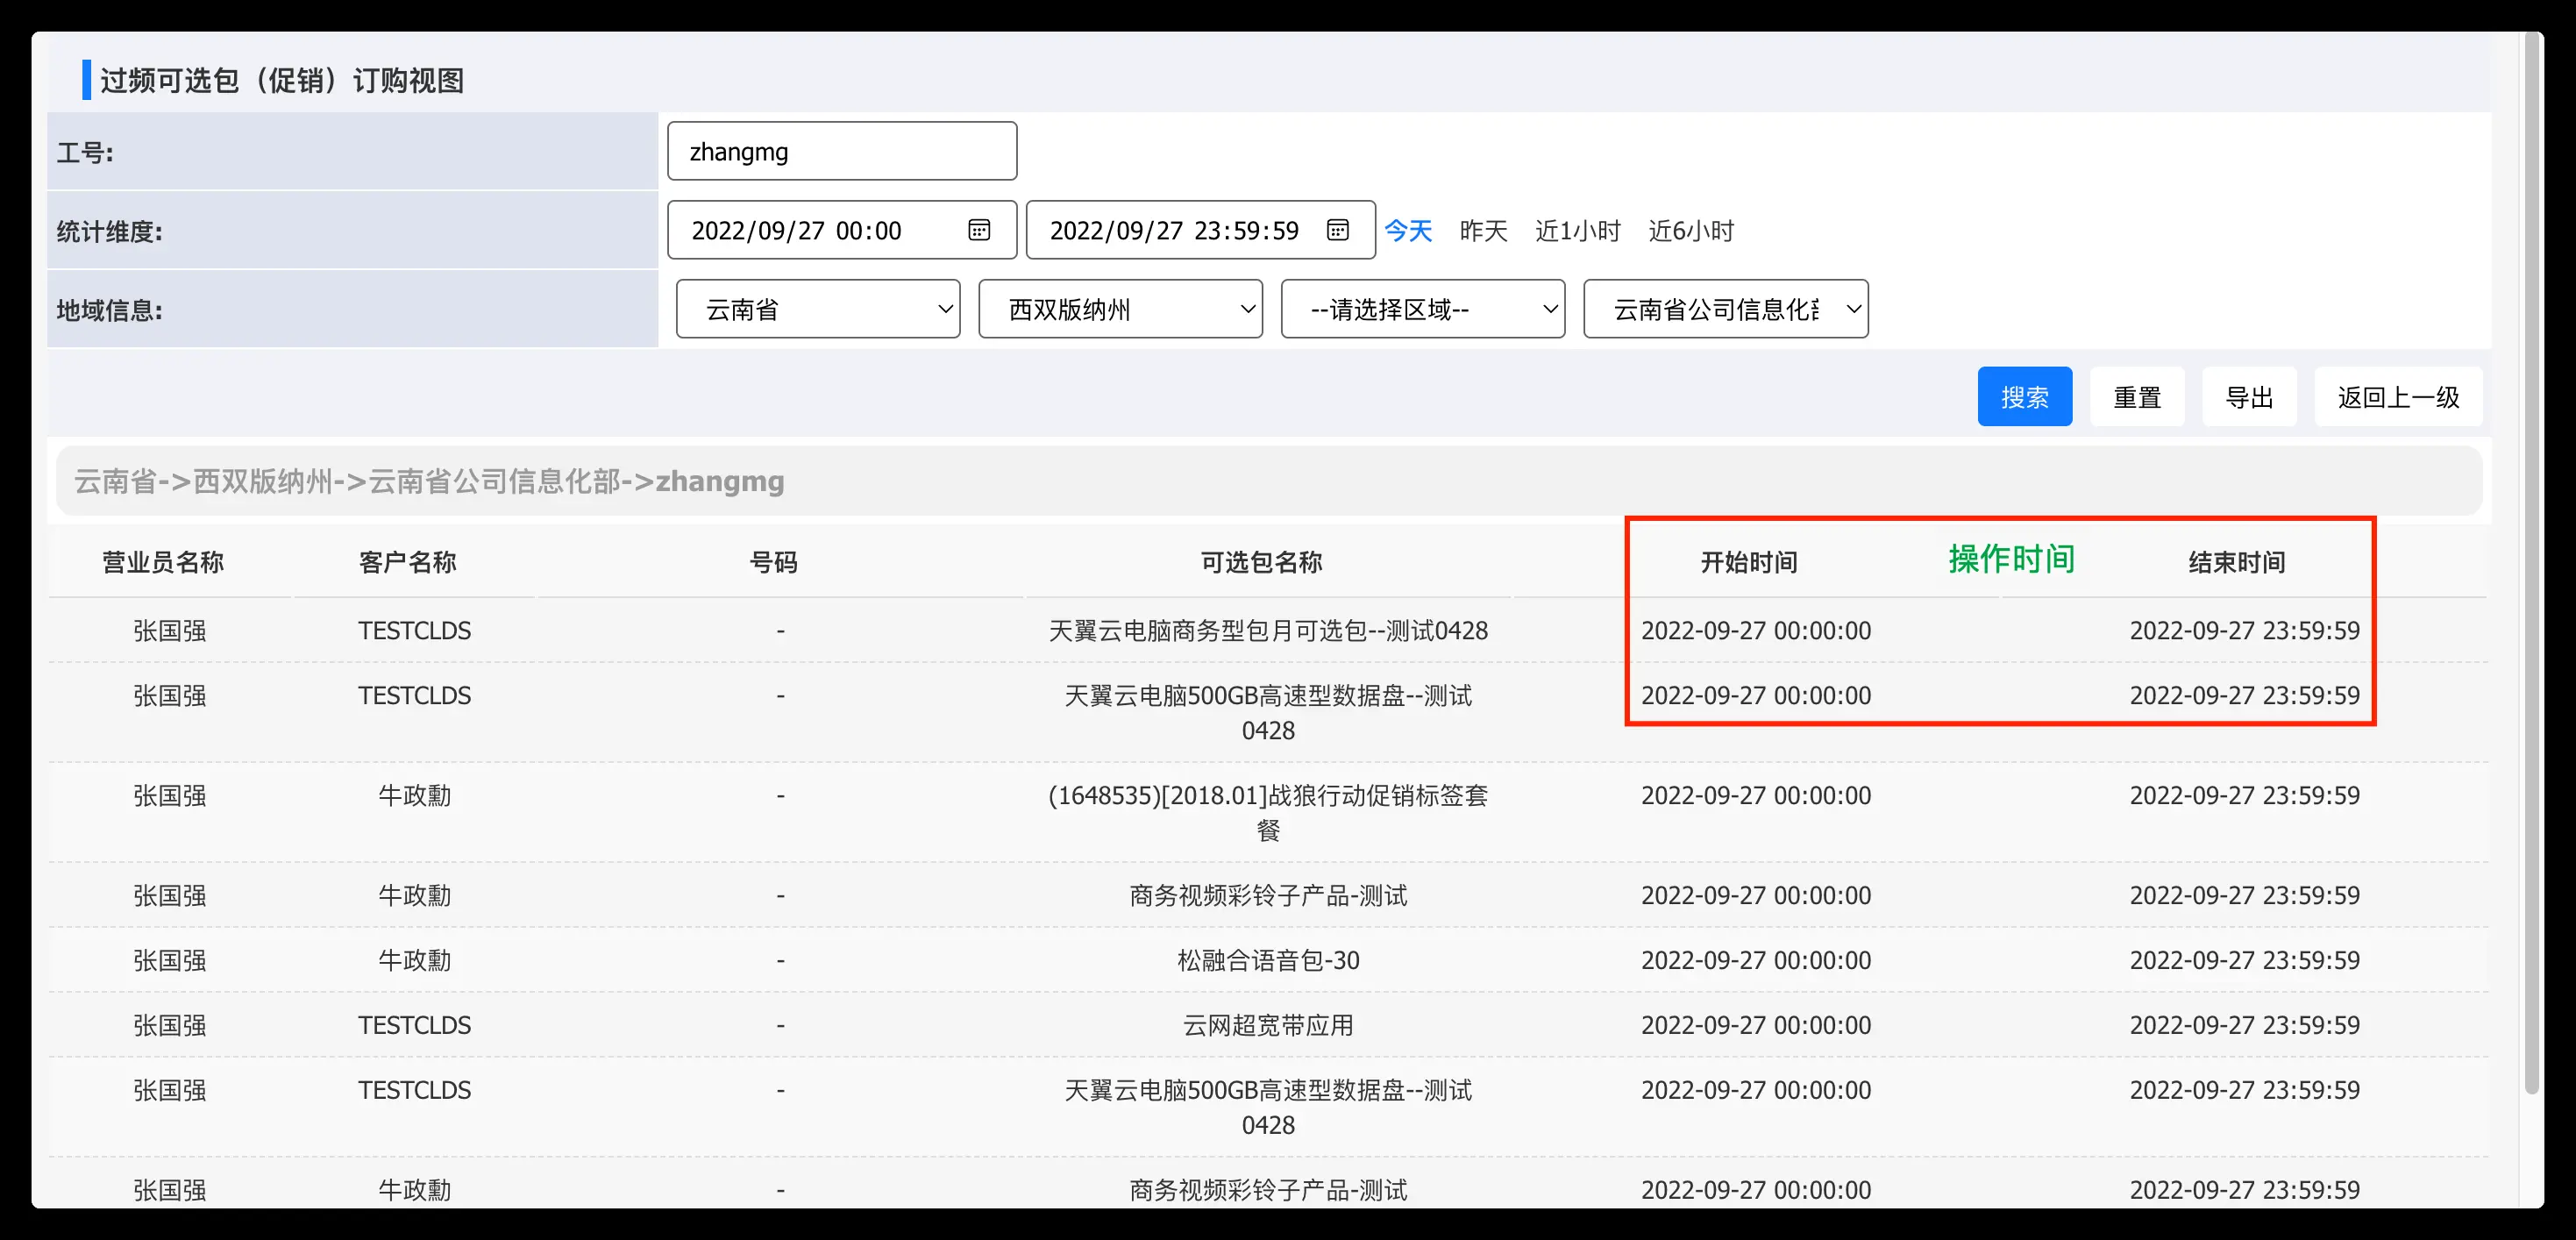 过频可选包（促销）订购视图
工号: zhangmg
统计维度: 2022/09/27 00:00 2022/09/27 23:59:59 今天 昨天 近1小时 近6小时
地域信息: 云南省 西双版纳州 --请选择区域-- 云南省公司信息化
搜索 重置 导出 返回上一级
云南省->西双版纳州->云南省公司信息化部->zhangmg
营业员名称 客户名称 号码 可选包名称 开始时间 操作时间 结束时间
张国强 TESTCLDS - 天翼云电脑商务型包月可选包--测试0428 2022-09-27 00:00:00 2022-09-27 23:59:59
张国强 TESTCLDS - 天翼云电脑500GB高速型数据盘--测试 2022-09-27 00:00:00 2022-09-27 23:59:59
0428
张国强 牛政勳 - (1648535)[2018.01]战狼行动促销标签套 2022-09-27 00:00:00 2022-09-27 23:59:59
餐
张国强 牛政勳 - 商务视频彩铃子产品-测试 2022-09-27 00:00:00 2022-09-27 23:59:59
张国强 牛政勳 - 松融合语音包-30 2022-09-27 00:00:00 2022-09-27 23:59:59
张国强 TESTCLDS - 云网超宽带应用 2022-09-27 00:00:00 2022-09-27 23:59:59
张国强 TESTCLDS - 天翼云电脑500GB高速型数据盘--测试 2022-09-27 00:00:00 2022-09-27 23:59:59
0428
张国强 牛政勳 - 商务视频彩铃子产品-测试 2022-09-27 00:00:00 2022-09-27 23:59:59